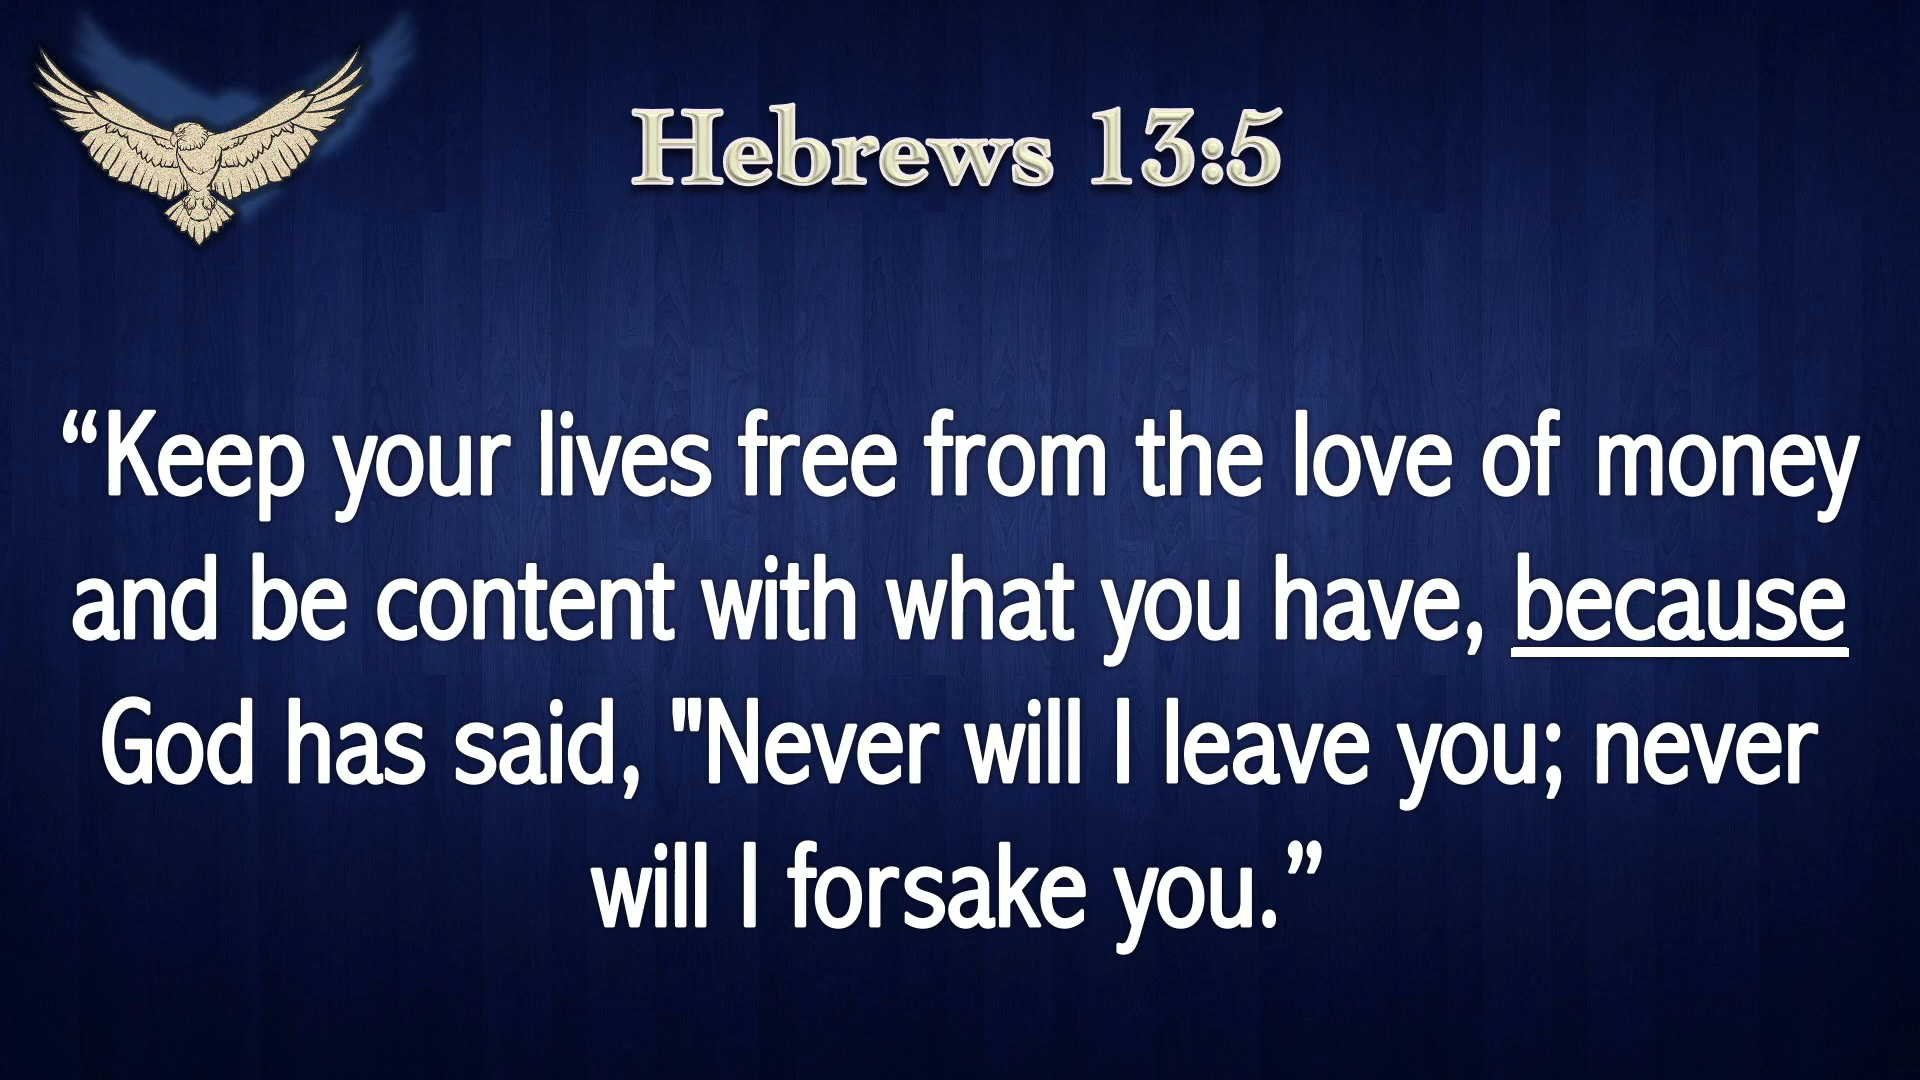 Hebrews 13:5
“Keep your lives free from the love of money
and be content with what you have, because
God has said, "Never will I leave you; never
will I forsake you.”